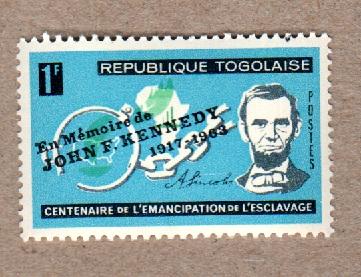 1F
REPUBLIQUE TOGOLAISE
En Mémoire de
JOHN F. KENNEDY
1917-1963
POSTES
A. Lincoln
CENTENAIRE DE L'EMANCIPATION DE L'ESCLAVAGE